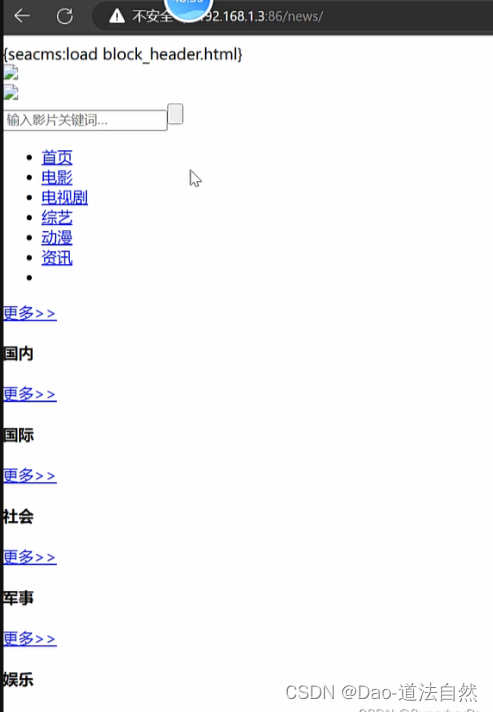 不安全
192.168.1.3:86/news/
{seacms:load block_header.html}
输入影片关键词...
首页
电影
电视剧
综艺
动漫
资讯
更多>>
国内
更多>>
国际
更多>>
社会
更多>>
军事
更多>>
娱乐
CSDN @Dao-道法自然